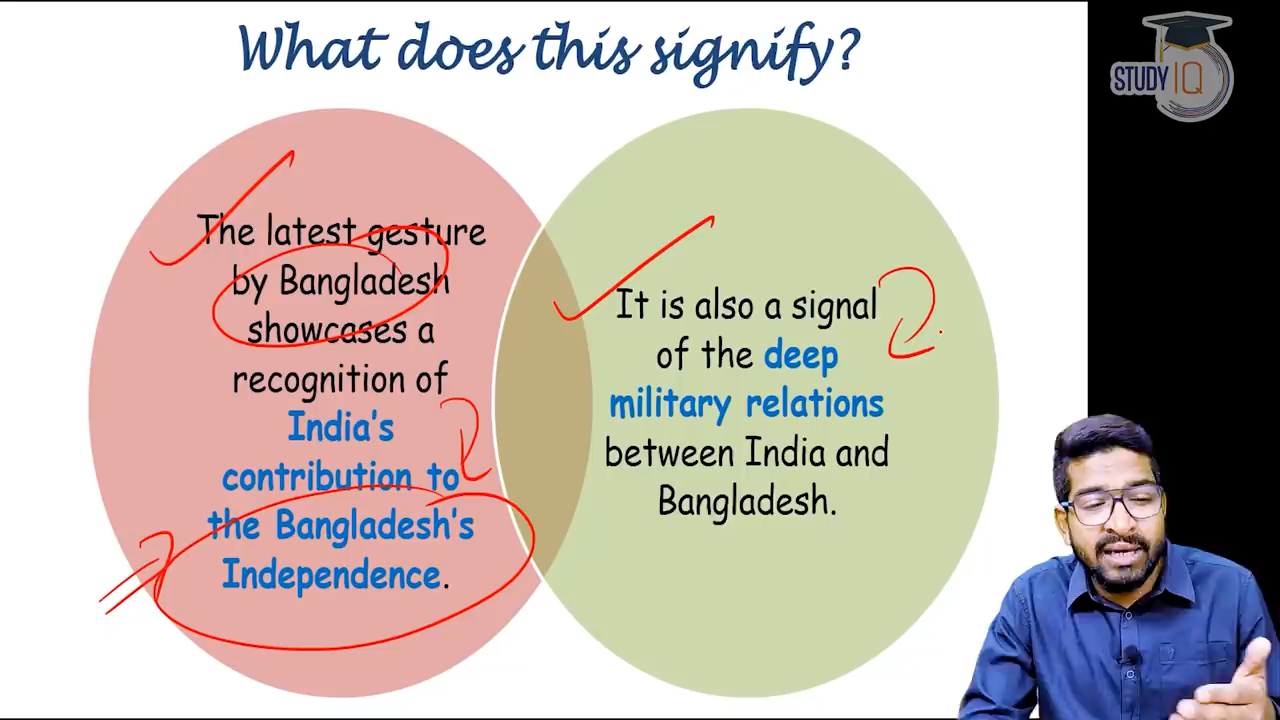 What does this signify?
STUDY IQ
The latest gesture
by Bangladesh
showcases a
recognition of
India's
contribution to
the Bangladesh's
Independence.
It is also a signal
of the deep
military relations
between India and
Bangladesh.